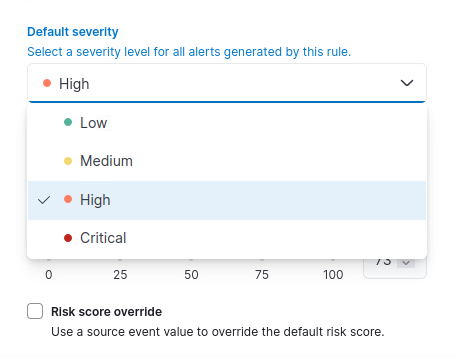 Default severity
Select a severity level for all alerts generated by this rule.
High
Low
Medium
High
Critical
0 25 50 75 100 73
Risk score override
Use a source event value to override the default risk score.